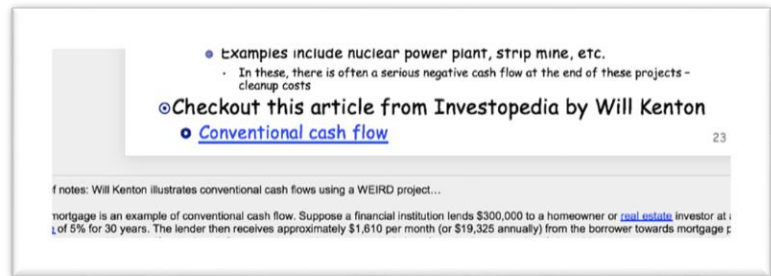 Examples include nuclear power plant, strip mine, etc.
In these, there is often a serious negative cash flow at the end of these projects –
cleanup costs
Checkout this article from Investopedia by Will Kenton
Conventional cash flow
23
f notes: Will Kenton illustrates conventional cash flows using a WEIRD project…
mortgage is an example of conventional cash flow. Suppose a financial institution lends $300,000 to a homeowner or real estate investor at
of 5% for 30 years. The lender then receives approximately $1,610 per month (or $19,325 annually) from the borrower towards mortgage